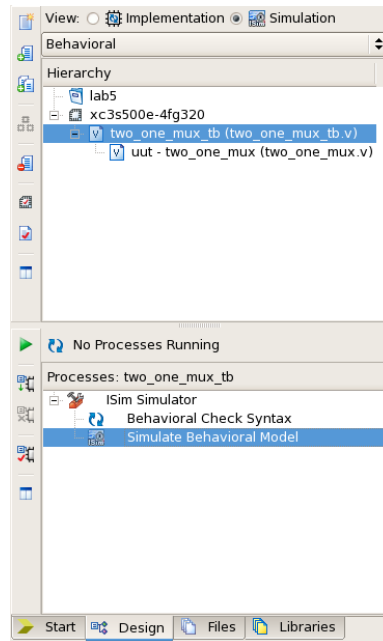 View: Implementation Simulation
Behavioral
Hierarchy
lab5
xc3s500e-4fg320
two_one_mux_tb (two_one_mux_tb.v)
uut - two_one_mux (two_one_mux.v)
No Processes Running
Processes: two_one_mux_tb
ISim Simulator
Behavioral Check Syntax
Simulate Behavioral Model
Start Design Files Libraries